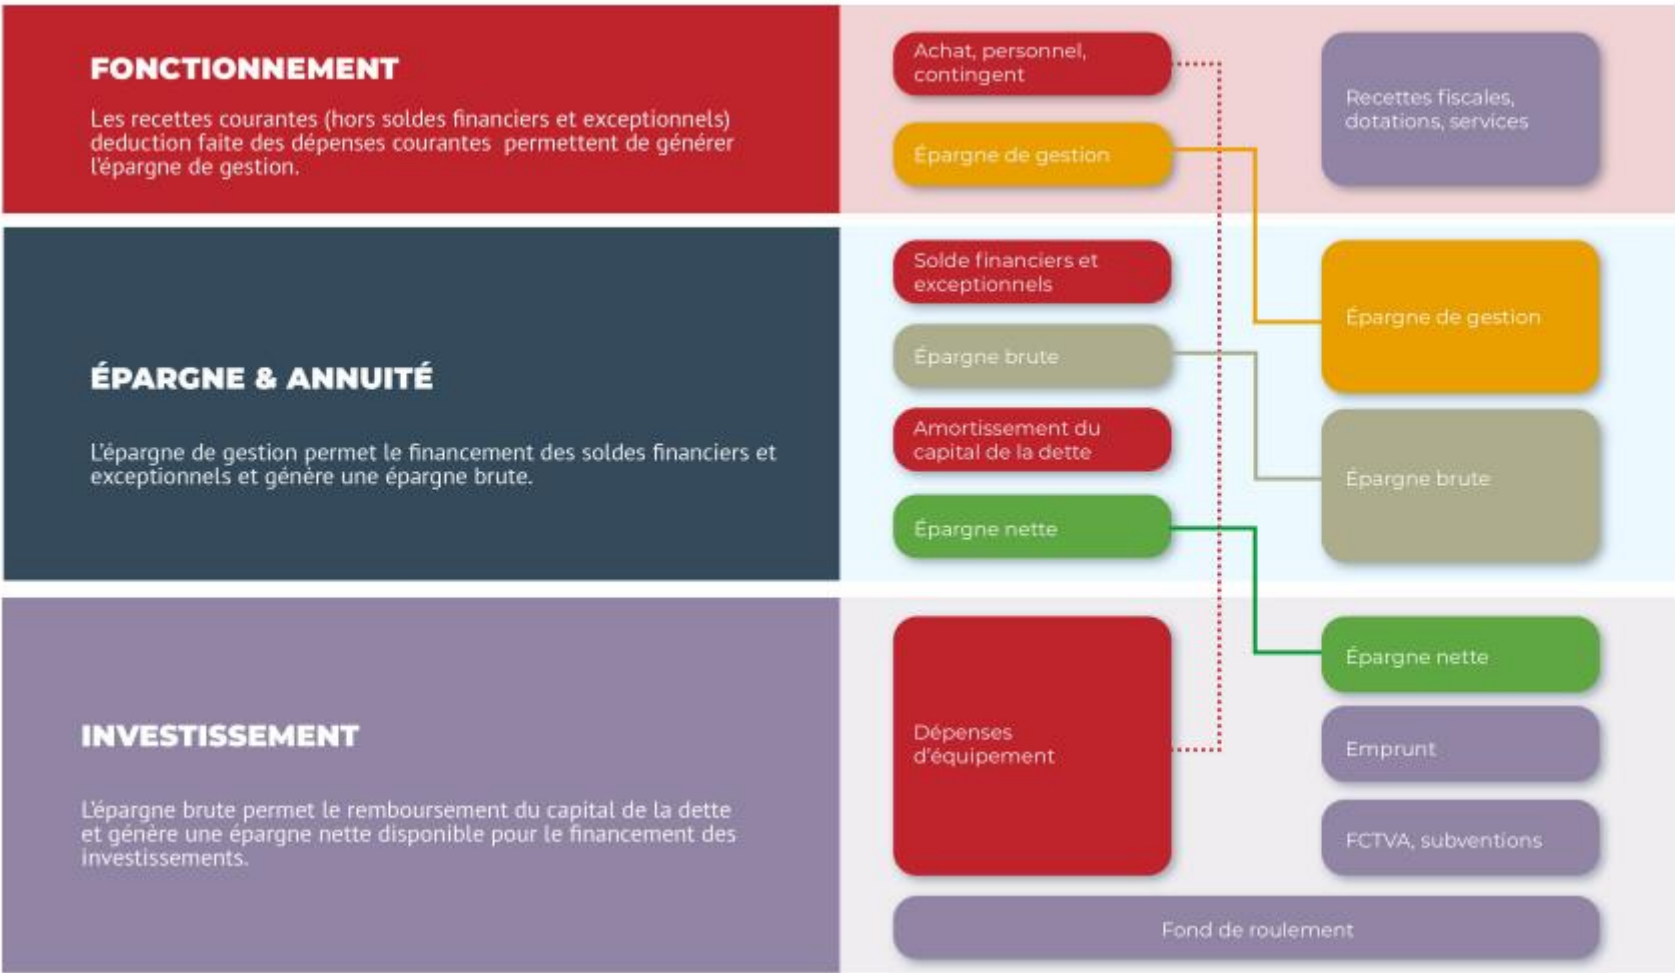 FONCTIONNEMENT
Les recettes courantes (hors soldes financiers et exceptionnels)
deduction faite des dépenses courantes permettent de générer
l'épargne de gestion.
Achat, personnel,
contingent
Épargne de gestion
Recettes fiscales,
dotations, services
ÉPARGNE & ANNUITÉ
L'épargne de gestion permet le financement des soldes financiers et
exceptionnels et génère une épargne brute.
Solde financiers et
exceptionnels
Épargne brute
Amortissement du
capital de la dette
Épargne nette
Épargne de gestion
Épargne brute
INVESTISSEMENT
L'épargne brute permet le remboursement du capital de la dette
et génère une épargne nette disponible pour le financement des
investissements.
Dépenses
d'équipement
Épargne nette
Emprunt
FCTVA, subventions
Fond de roulement